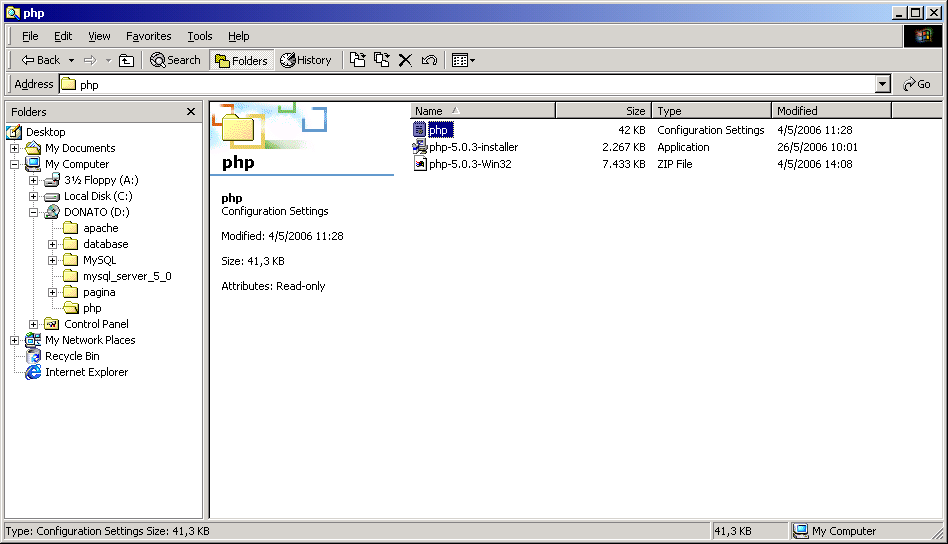 php
File Edit View Favorites Tools Help
Back Search Folders History
Address php Go
Folders
Desktop
My Documents
My Computer
3½ Floppy (A:)
Local Disk (C:)
DONATO (D:)
apache
database
MySQL
mysql_server_5_0
pagina
php
Control Panel
My Network Places
Recycle Bin
Internet Explorer
php
php
Configuration Settings
Modified: 4/5/2006 11:28
Size: 41,3 KB
Attributes: Read-only
Name Size Type Modified
php 42 KB Configuration Settings 4/5/2006 11:28
php-5.0.3-installer 2.267 KB Application 26/5/2006 10:01
php-5.0.3-Win32 7.433 KB ZIP File 4/5/2006 14:08
Type: Configuration Settings Size: 41,3 KB 41,3 KB My Computer